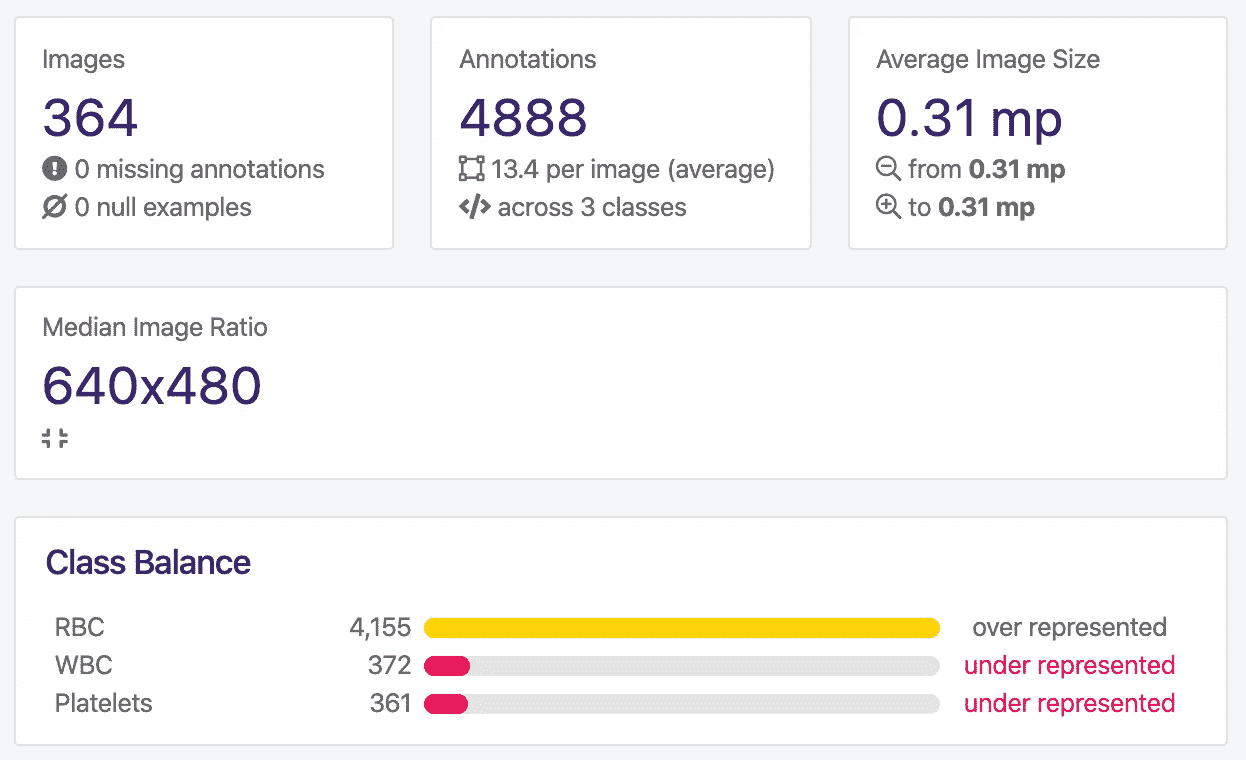 Images
364
0 missing annotations
0 null examples
Annotations
4888
13.4 per image (average)
across 3 classes
Average Image Size
0.31 mp
from 0.31 mp
to 0.31 mp
Median Image Ratio
640x480
Class Balance
RBC 4,155 over represented
WBC 372 under represented
Platelets 361 under represented